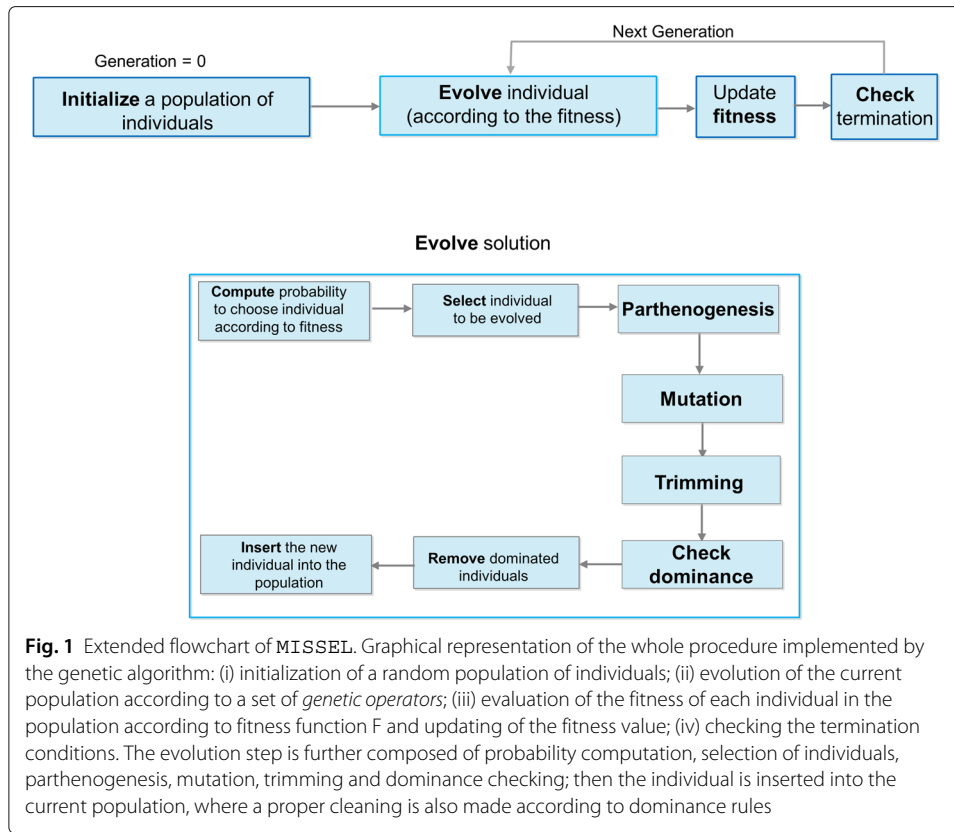 Next Generation
Generation = 0
Initialize a population of
individuals
Evolve individual
(according to the fitness)
Update
fitness
Check
termination
Evolve solution
Compute probability
to choose individual
according to fitness
Select individual
to be evolved
Parthenogenesis
Mutation
Trimming
Check
dominance
Remove dominated
individuals
Insert the new
individual into the
population
Fig. 1 Extended flowchart of MISSEL. Graphical representation of the whole procedure implemented by
the genetic algorithm: (i) initialization of a random population of individuals; (ii) evolution of the current
population according to a set of genetic operators; (iii) evaluation of the fitness of each individual in the
population according to fitness function F and updating of the fitness value; (iv) checking the termination
conditions. The evolution step is further composed of probability computation, selection of individuals,
parthenogenesis, mutation, trimming and dominance checking; then the individual is inserted into the
current population, where a proper cleaning is also made according to dominance rules